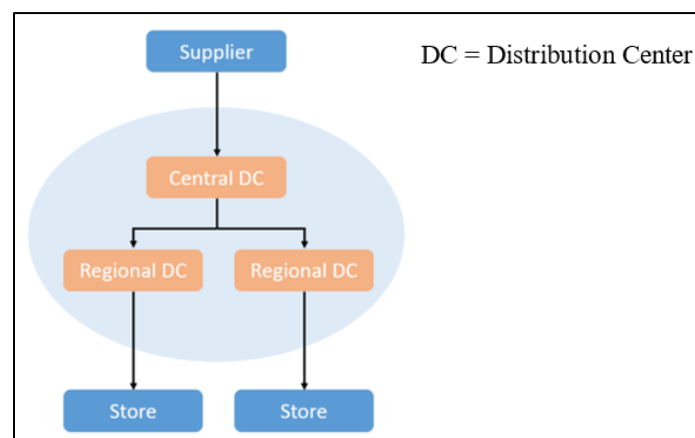 Supplier
DC = Distribution Center
Central DC
Regional DC
Regional DC
Store
Store